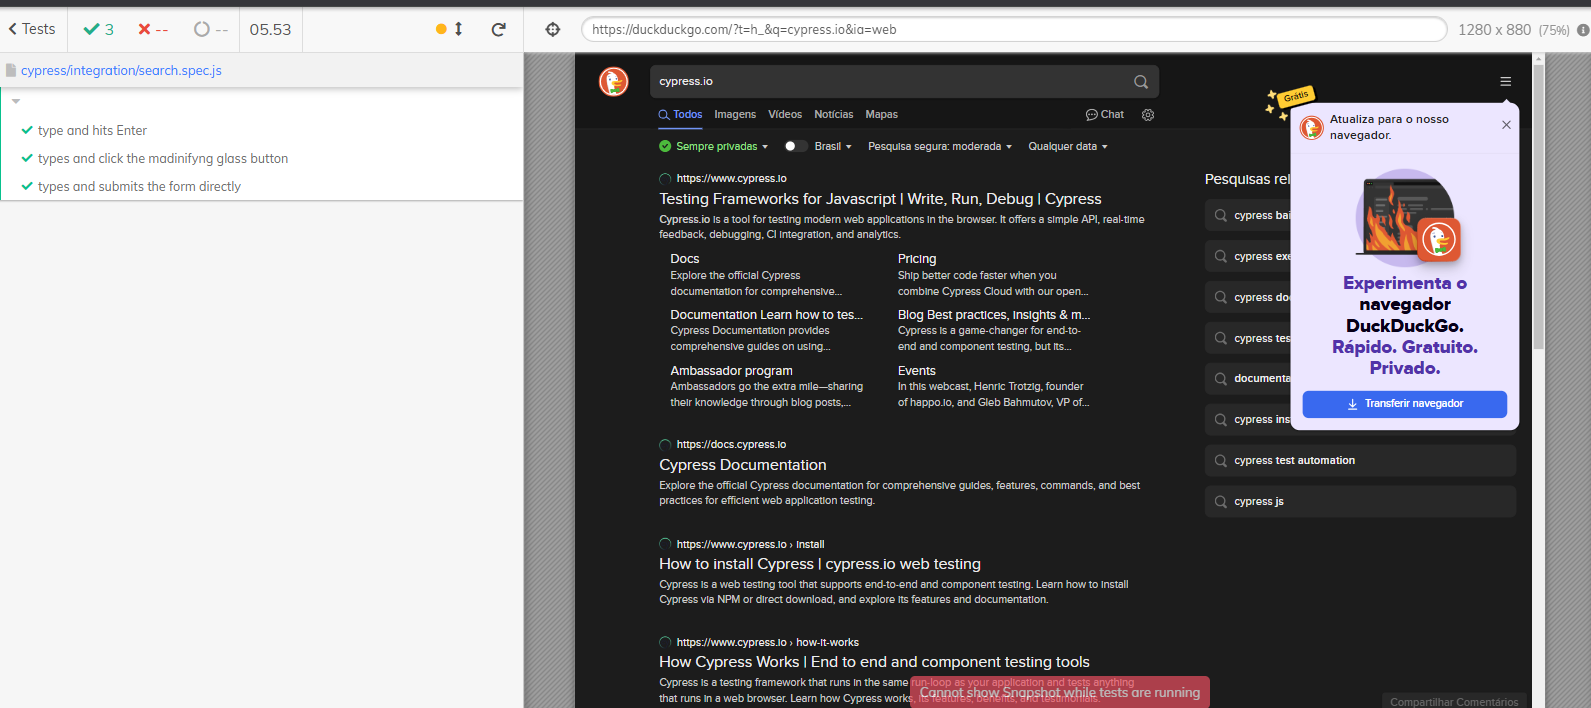 Tests
3
--
--
05.53
https://duckduckgo.com/?t=h_&q=cypress.io&ia=web
1280 x 880 (75%)
cypress/integration/search.spec.js
type and hits Enter
types and click the madinifyng glass button
types and submits the form directly
cypress.io
Todos Imagens Vídeos Notícias Mapas Chat
Sempre privadas Brasil Pesquisa segura: moderada Qualquer data
https://www.cypress.io
Testing Frameworks for Javascript | Write, Run, Debug | Cypress
Cypress.io is a tool for testing modern web applications in the browser. It offers a simple API, real-time
feedback, debugging, CI integration, and analytics.
Docs
Explore the official Cypress
documentation for comprehensive...
Pricing
Ship better code faster when you
combine Cypress Cloud with our open...
Documentation Learn how to tes...
Cypress Documentation provides
comprehensive guides on using...
Blog Best practices, insights & m...
Cypress is a game-changer for end-to-
end and component testing, but its...
Ambassador program
Ambassadors go the extra mile—sharing
their knowledge through blog posts,...
Events
In this webcast, Henric Trotzig, founder
of happo.io, and Gleb Bahmutov, VP of...
https://docs.cypress.io
Cypress Documentation
Explore the official Cypress documentation for comprehensive guides, features, commands, and best
practices for efficient web application testing.
https://www.cypress.io › install
How to install Cypress | cypress.io web testing
Cypress is a web testing tool that supports end-to-end and component testing. Learn how to install
Cypress via NPM or direct download, and explore its features and documentation.
https://www.cypress.io › how-it-works
How Cypress Works | End to end and component testing tools
Cypress is a testing framework that runs in the same run-loop as your application and tests anything
that runs in a web browser. Learn how Cypress works, its features, benefits, and testimonials.
Cannot show Snapshot while tests are running
Pesquisas rel
cypress bai
cypress exe
cypress do
cypress tes
documenta
cypress ins
cypress test automation
cypress js
Grátis
Atualiza para o nosso
navegador.
Experimenta o
navegador
DuckDuckGo.
Rápido. Gratuito.
Privado.
Transferir navegador
Compartilhar Comentários